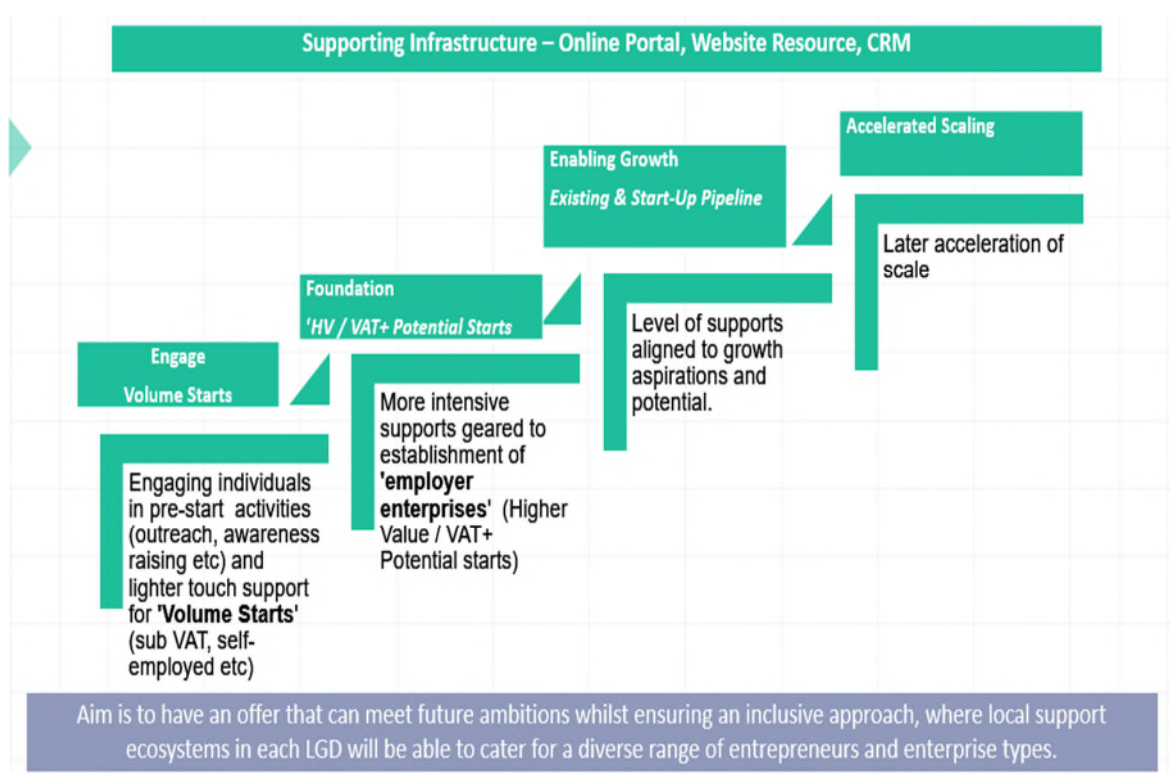 Supporting Infrastructure – Online Portal, Website Resource, CRM
Engage
Volume Starts
Engaging individuals
in pre-start activities
(outreach, awareness
raising etc) and
lighter touch support
for 'Volume Starts'
(sub VAT, self-
employed etc)
Foundation
'HV / VAT+ Potential Starts
More intensive
supports geared to
establishment of
'employer
enterprises' (Higher
Value / VAT+
Potential starts)
Enabling Growth
Existing & Start-Up Pipeline
Level of supports
aligned to growth
aspirations and
potential.
Accelerated Scaling
Later acceleration of
scale
Aim is to have an offer that can meet future ambitions whilst ensuring an inclusive approach, where local support
ecosystems in each LGD will be able to cater for a diverse range of entrepreneurs and enterprise types.